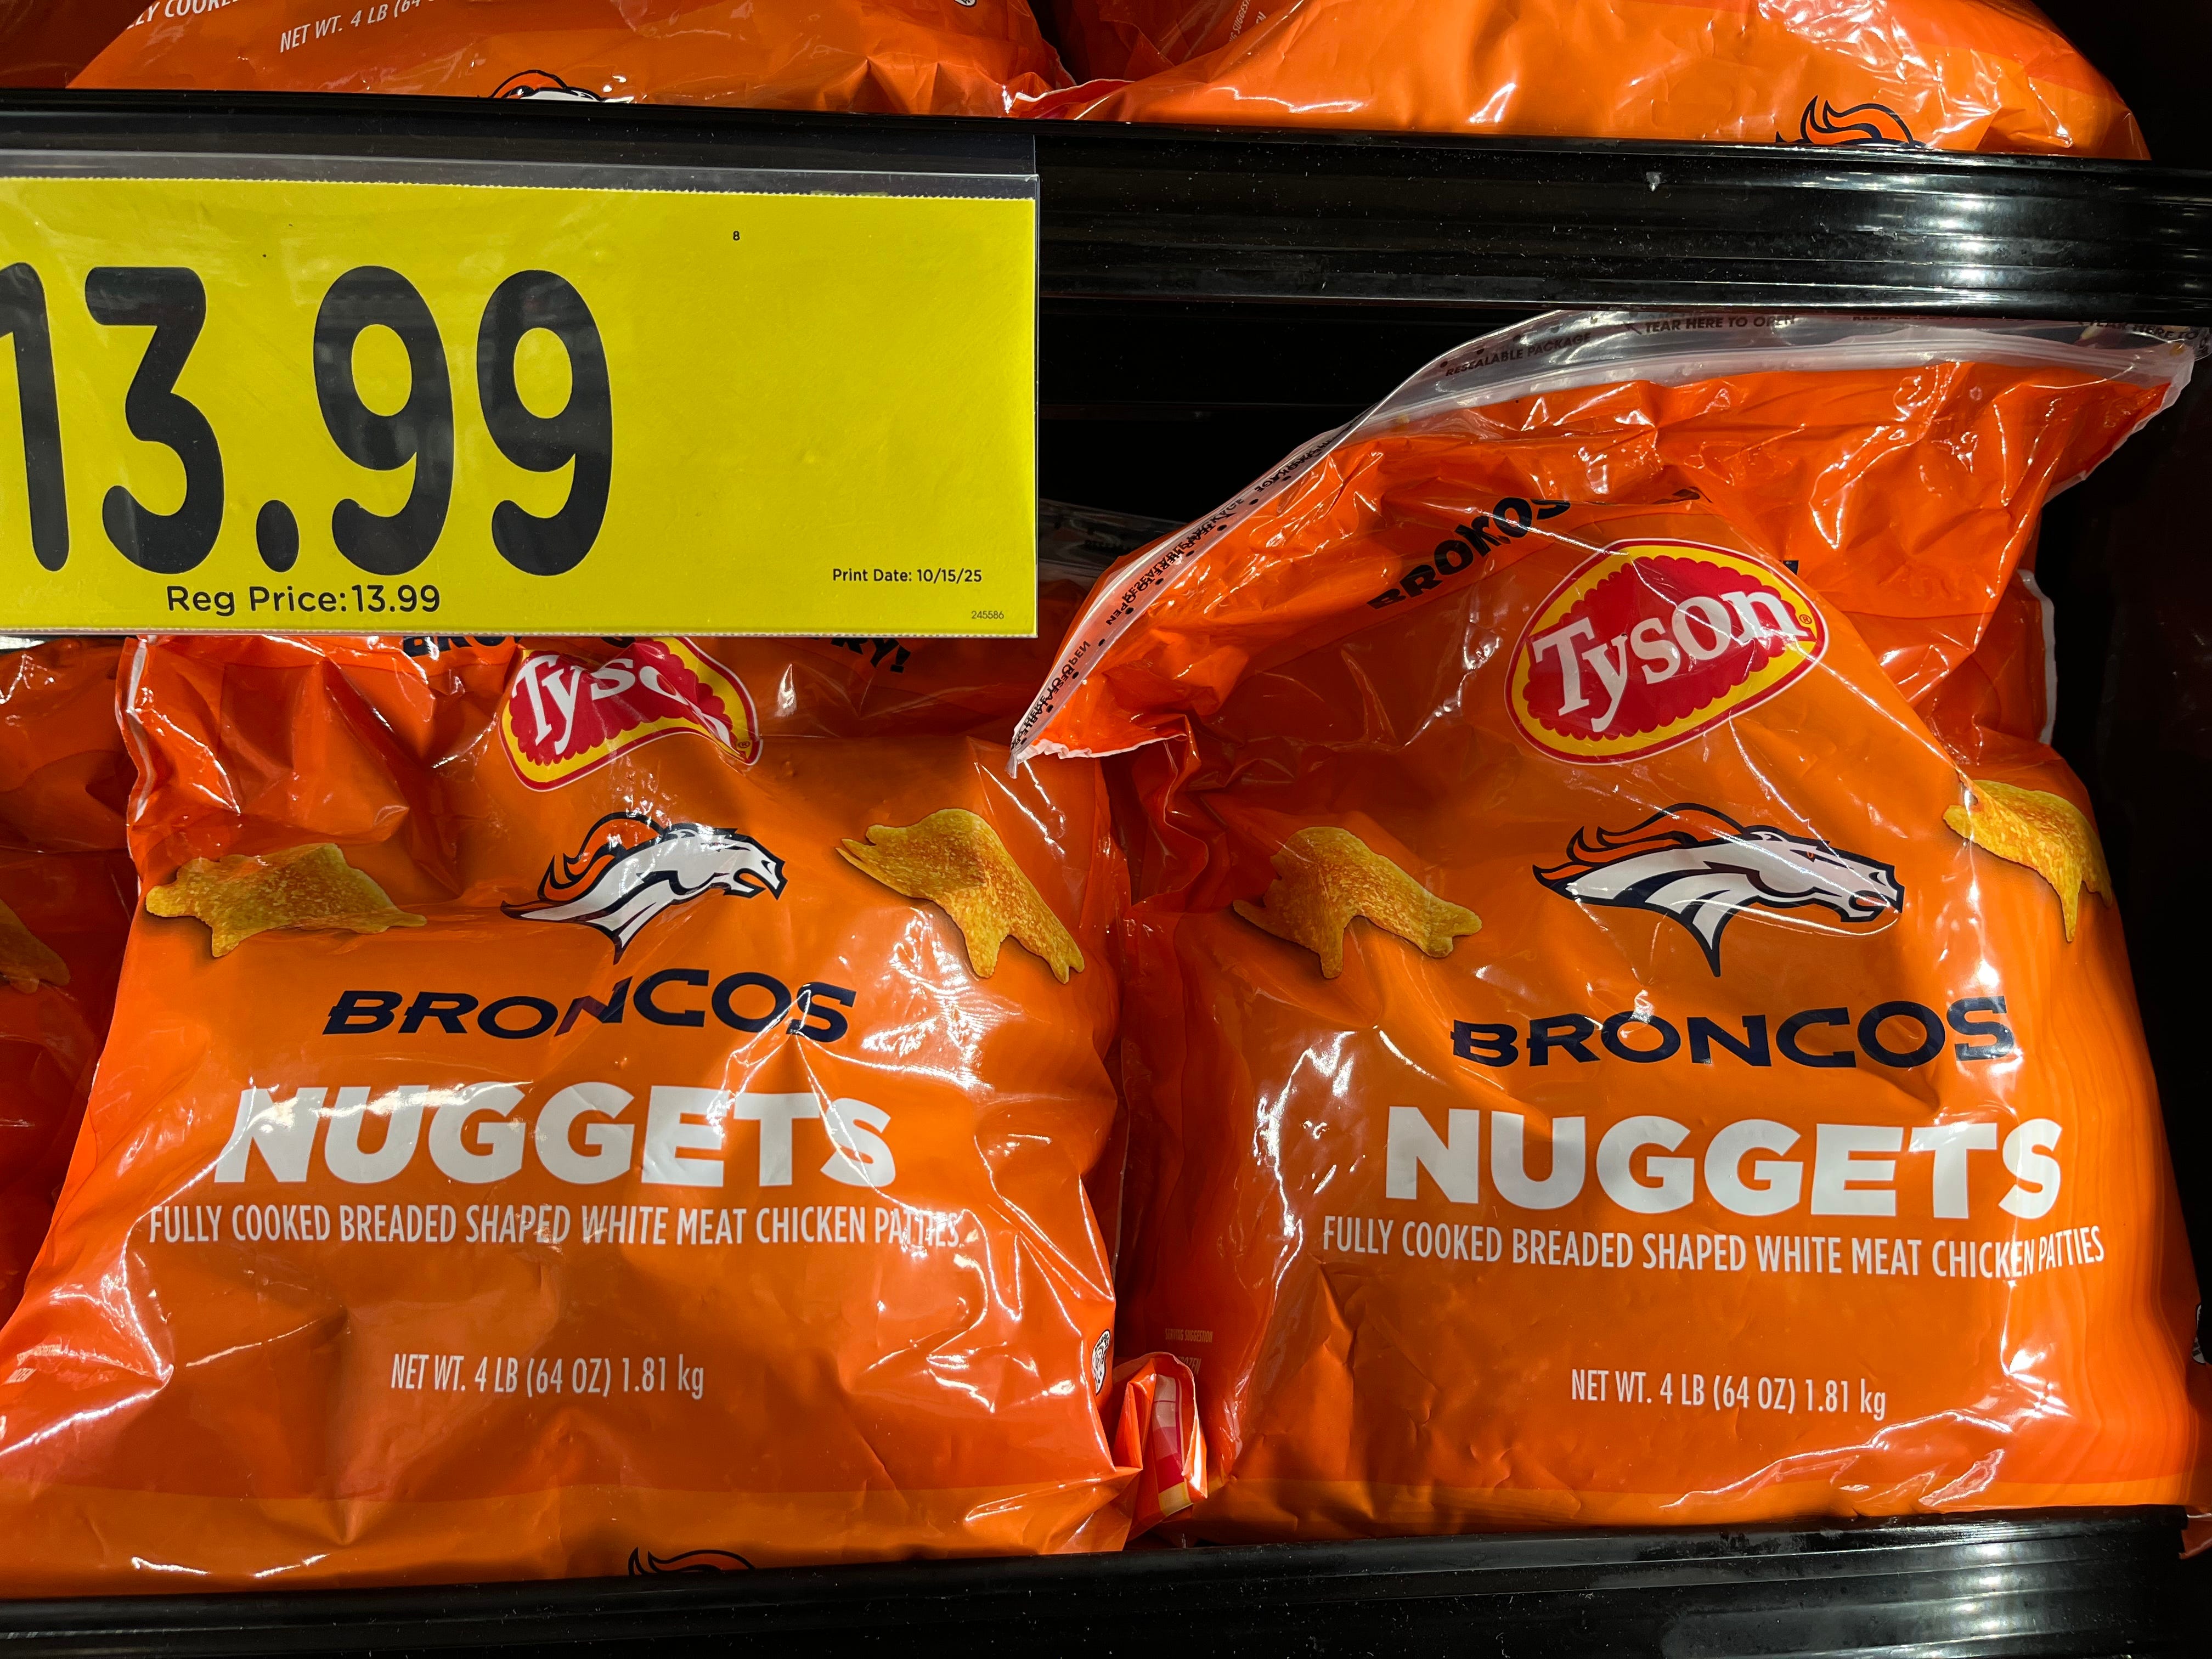 NET WT. 4 LB (64
8
13.99
Reg Price: 13.99
Print Date: 10/15/25
245586
RESEALABLE PACKAGE
TEAR HERE TO OPEN
Tyson
BRONCOS
NUGGETS
FULLY COOKED BREADED SHAPED WHITE MEAT CHICKEN PATTIES
NET WT. 4 LB (64 OZ) 1.81 kg
Tyson
BRONCOS
NUGGETS
FULLY COOKED BREADED SHAPED WHITE MEAT CHICKEN PATTIES
SERVING SUGGESTION
NET WT. 4 LB (64 OZ) 1.81 kg